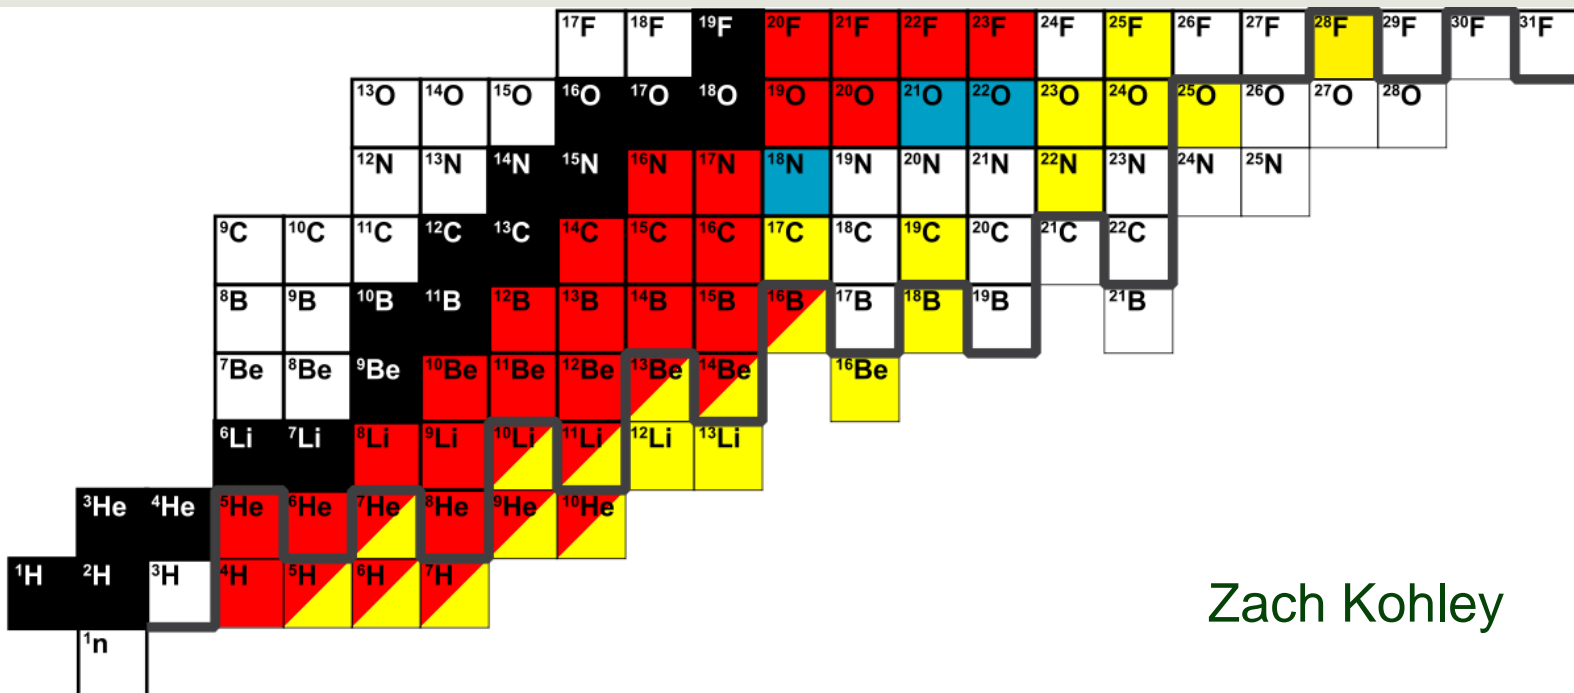 ¹⁷F ¹⁸F ¹⁹F ²⁰F ²¹F ²²F ²³F ²⁴F ²⁵F ²⁶F ²⁷F ²⁸F ²⁹F ³⁰F ³¹F
¹³O ¹⁴O ¹⁵O ¹⁶O ¹⁷O ¹⁸O ¹⁹O ²⁰O ²¹O ²²O ²³O ²⁴O ²⁵O ²⁶O ²⁷O ²⁸O
¹²N ¹³N ¹⁴N ¹⁵N ¹⁶N ¹⁷N ¹⁸N ¹⁹N ²⁰N ²¹N ²²N ²³N ²⁴N ²⁵N
⁹C ¹⁰C ¹¹C ¹²C ¹³C ¹⁴C ¹⁵C ¹⁶C ¹⁷C ¹⁸C ¹⁹C ²⁰C ²¹C ²²C
⁸B ⁹B ¹⁰B ¹¹B ¹²B ¹³B ¹⁴B ¹⁵B ¹⁶B ¹⁷B ¹⁸B ¹⁹B ²¹B
⁷Be ⁸Be ⁹Be ¹⁰Be ¹¹Be ¹²Be ¹³Be ¹⁴Be ¹⁶Be
⁶Li ⁷Li ⁸Li ⁹Li ¹⁰Li ¹¹Li ¹²Li ¹³Li
³He ⁴He ⁵He ⁶He ⁷He ⁸He ⁹He ¹⁰He
¹H ²H ³H ⁴H ⁵H ⁶H ⁷H
Zach Kohley
¹n